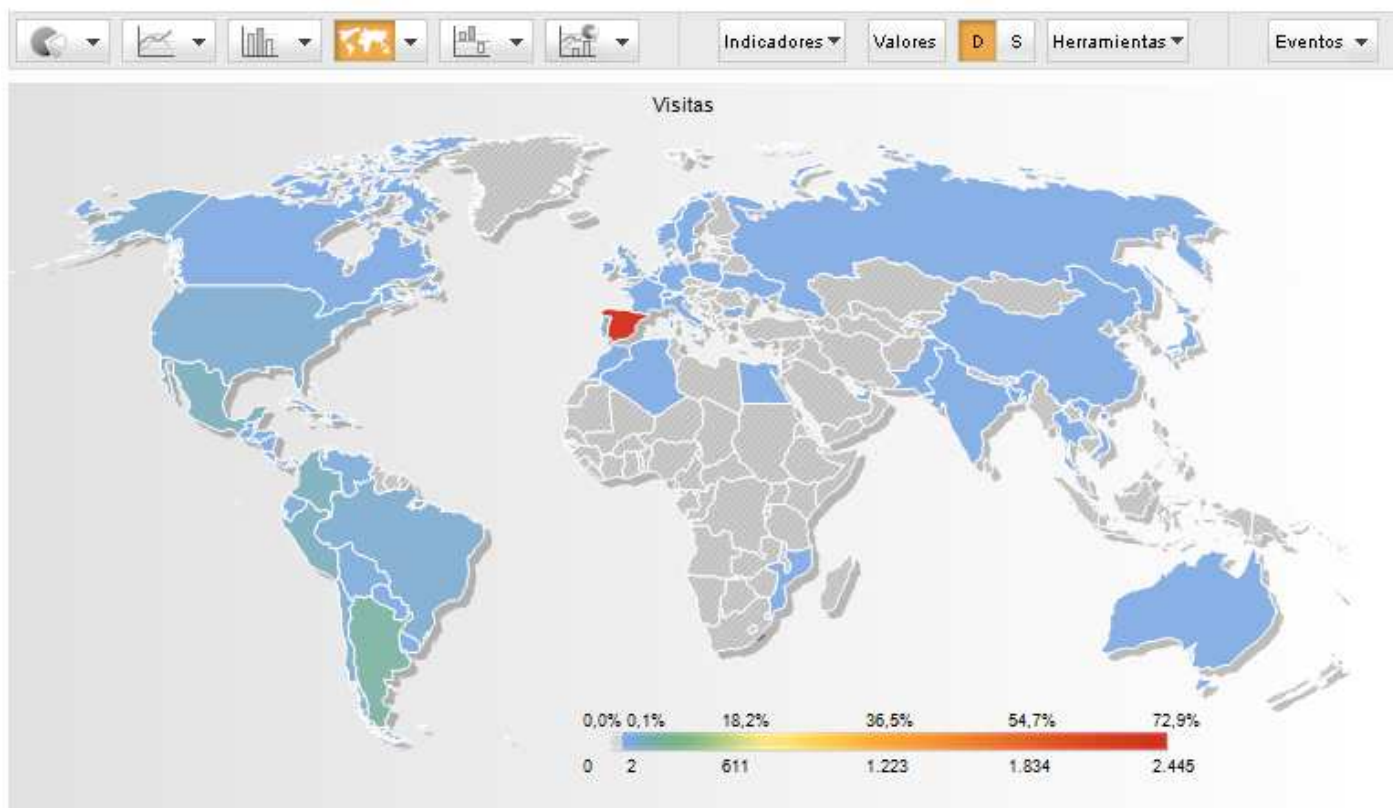 Indicadores Valores D S Herramientas Eventos
Visitas
0,0% 0,1% 18,2% 36,5% 54,7% 72,9%
0 2 611 1.223 1.834 2.445